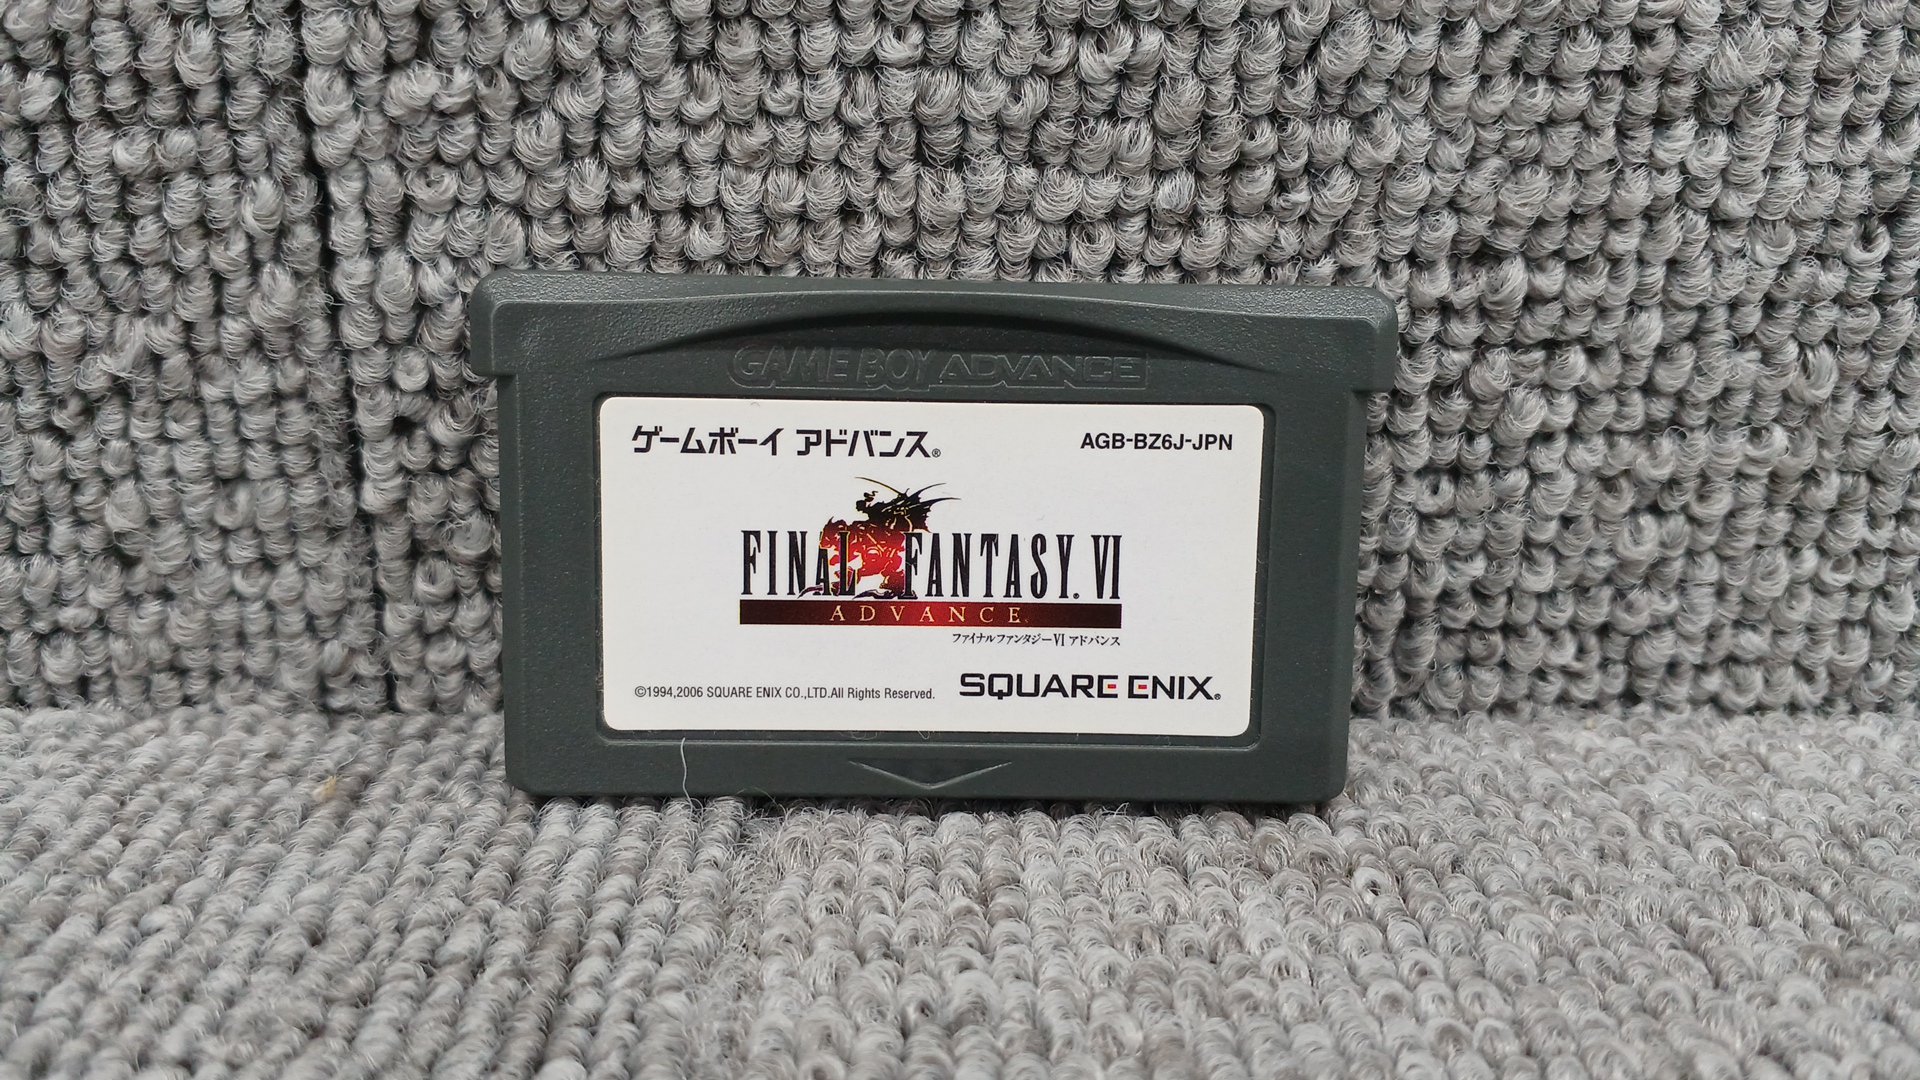 GAME BOY ADVANCE
ゲームボーイ アドバンス® AGB-BZ6J-JPN
FINAL FANTASY. VI
ADVANCE
ファイナルファンタジーVI アドバンス
©1994,2006 SQUARE ENIX CO.,LTD.All Rights Reserved. SQUARE ENIX®